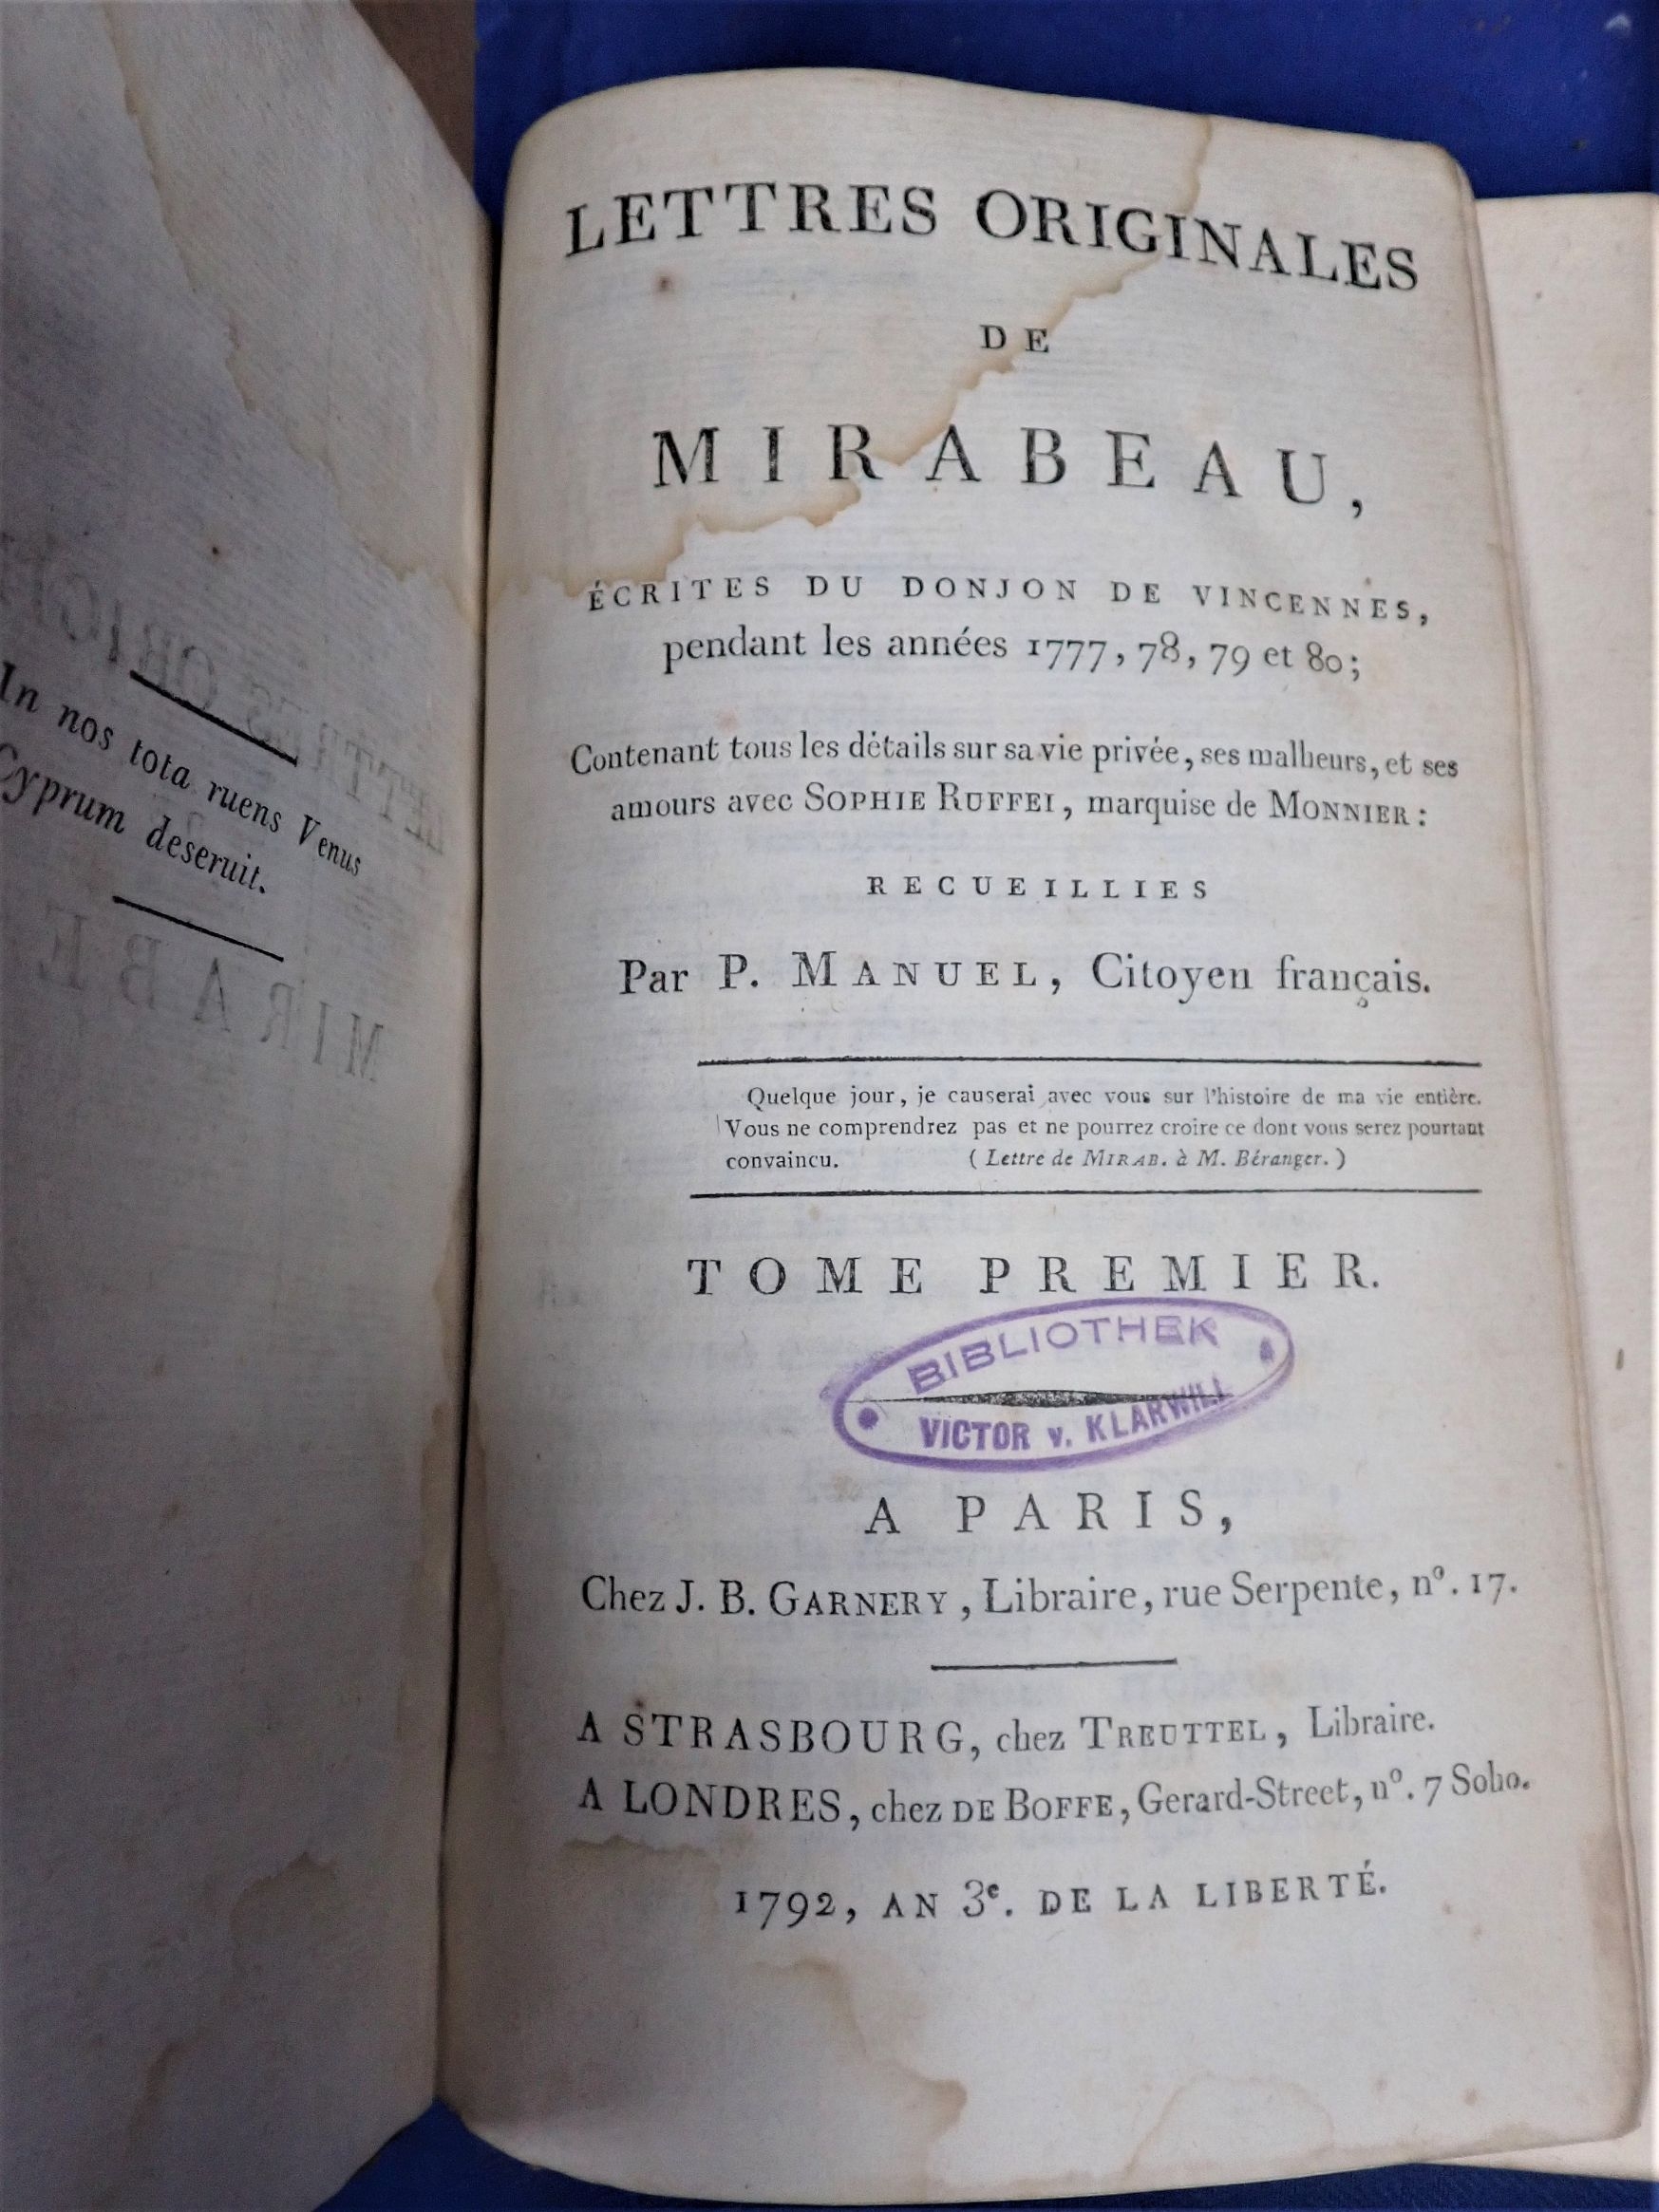 In nos tota ruens Venus
Cyprum deseruit.
LETTRES ORIGINALES
DE
MIRABEAU,
ÉCRITES DU DONJON DE VINCENNES,
pendant les années 1777, 78, 79 et 80;
Contenant tous les détails sur sa vie privée, ses malheurs, et ses
amours avec SOPHIE RUFFEI, marquise de MONNIER :
RECUEILLIES
Par P. MANUEL, Citoyen français.
Quelque jour, je causerai avec vous sur l'histoire de ma vie entière.
Vous ne comprendrez pas et ne pourrez croire ce dont vous serez pourtant
convaincu. ( Lettre de MIRAB. à M. Béranger. )
TOME PREMIER.
BIBLIOTHEK
VICTOR v. KLARWILL
A PARIS,
Chez J. B. GARNERY, Libraire, rue Serpente, nº. 17.
A STRASBOURG, chez TREUTTEL, Libraire.
A LONDRES, chez DE BOFFE, Gerard-Street, nº. 7 Soho.
1792, AN 3e. DE LA LIBERTÉ.